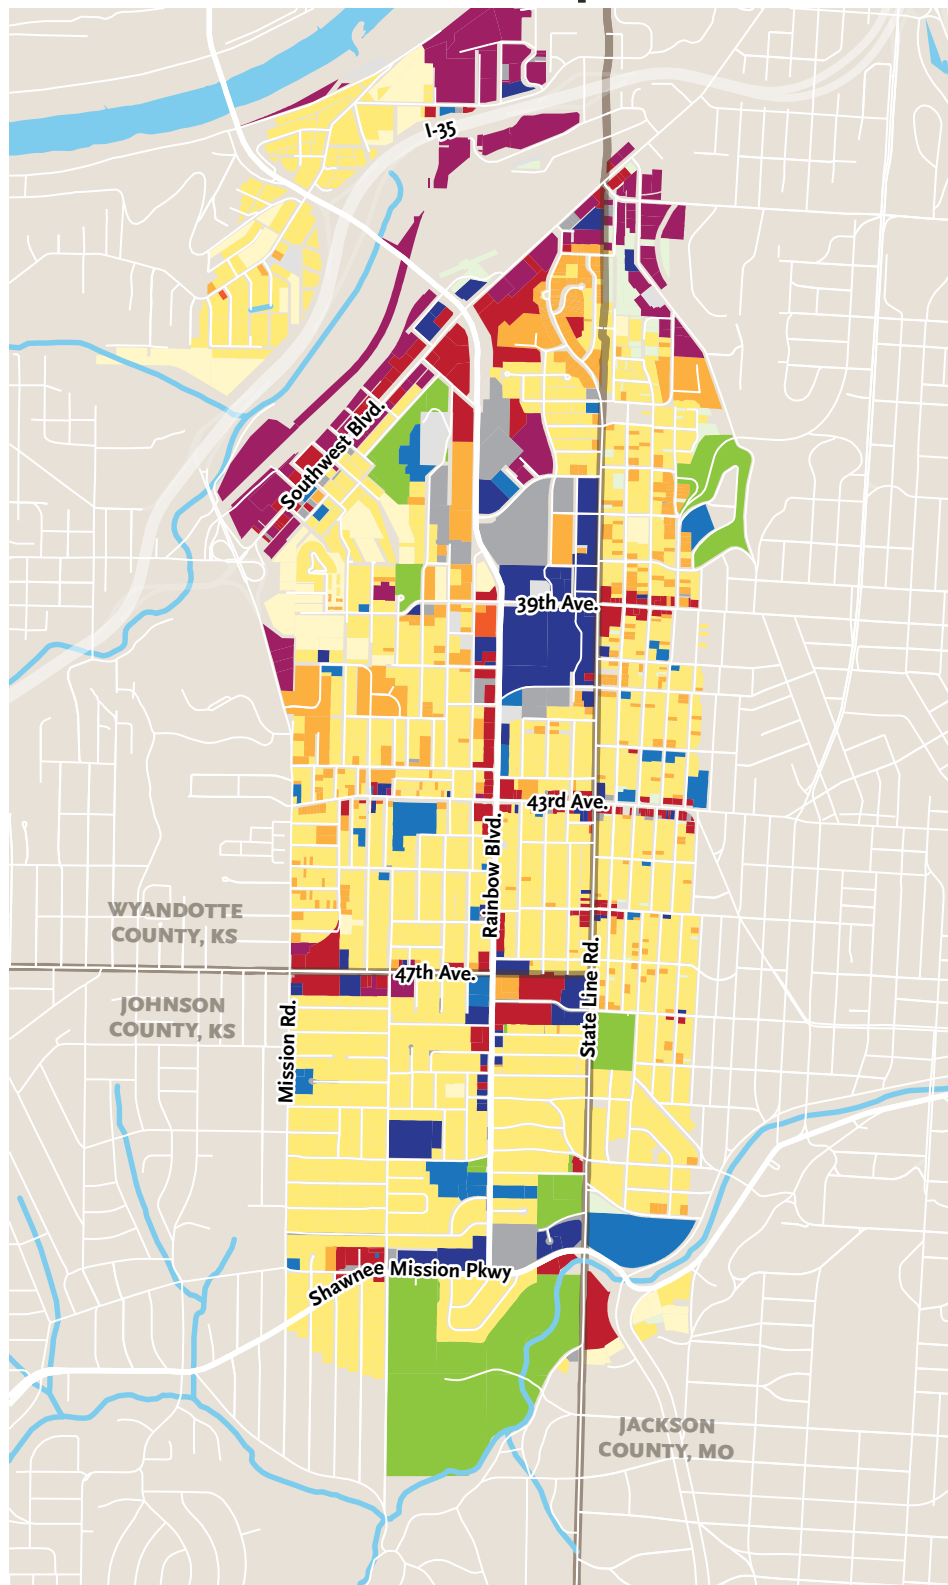 I-35
Southwest Blvd.
39th Ave.
43rd Ave.
Rainbow Blvd.
WYANDOTTE
COUNTY, KS
47th Ave.
State Line Rd.
JOHNSON
COUNTY, KS
Mission Rd.
Shawnee Mission Pkwy
JACKSON
COUNTY, MO